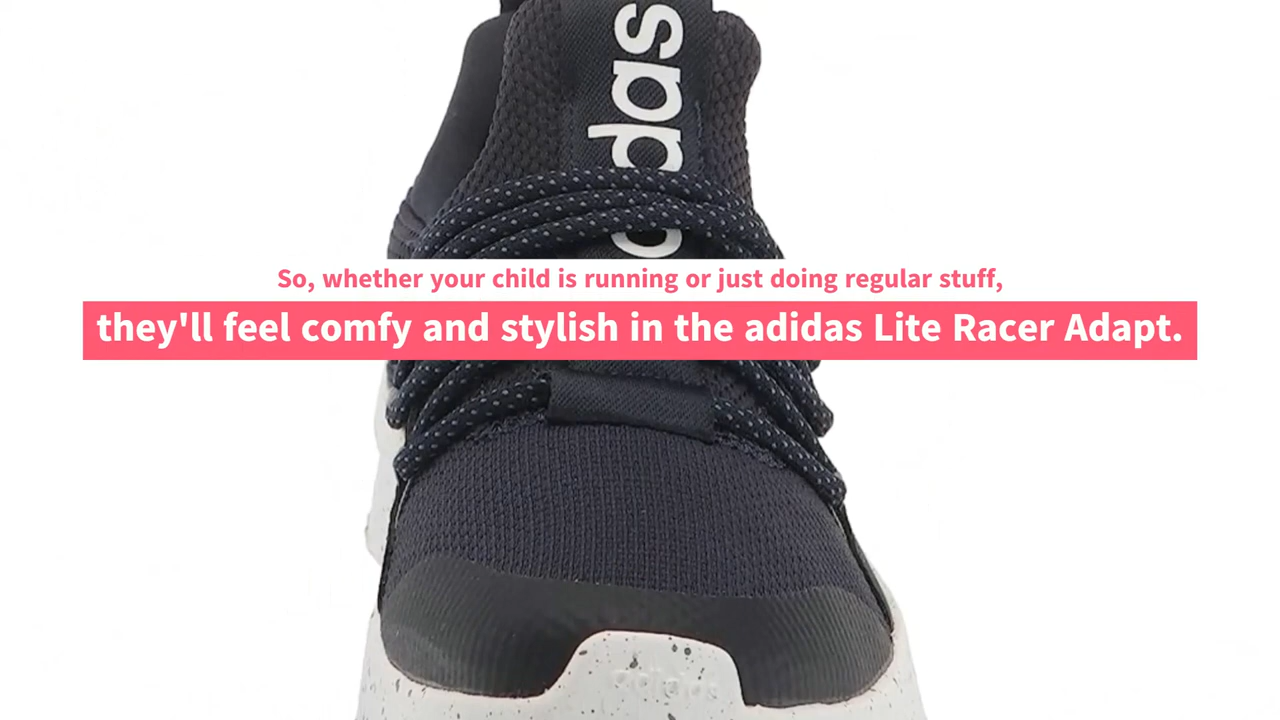 adidas
So, whether your child is running or just doing regular stuff,
they'll feel comfy and stylish in the adidas Lite Racer Adapt.
adidas